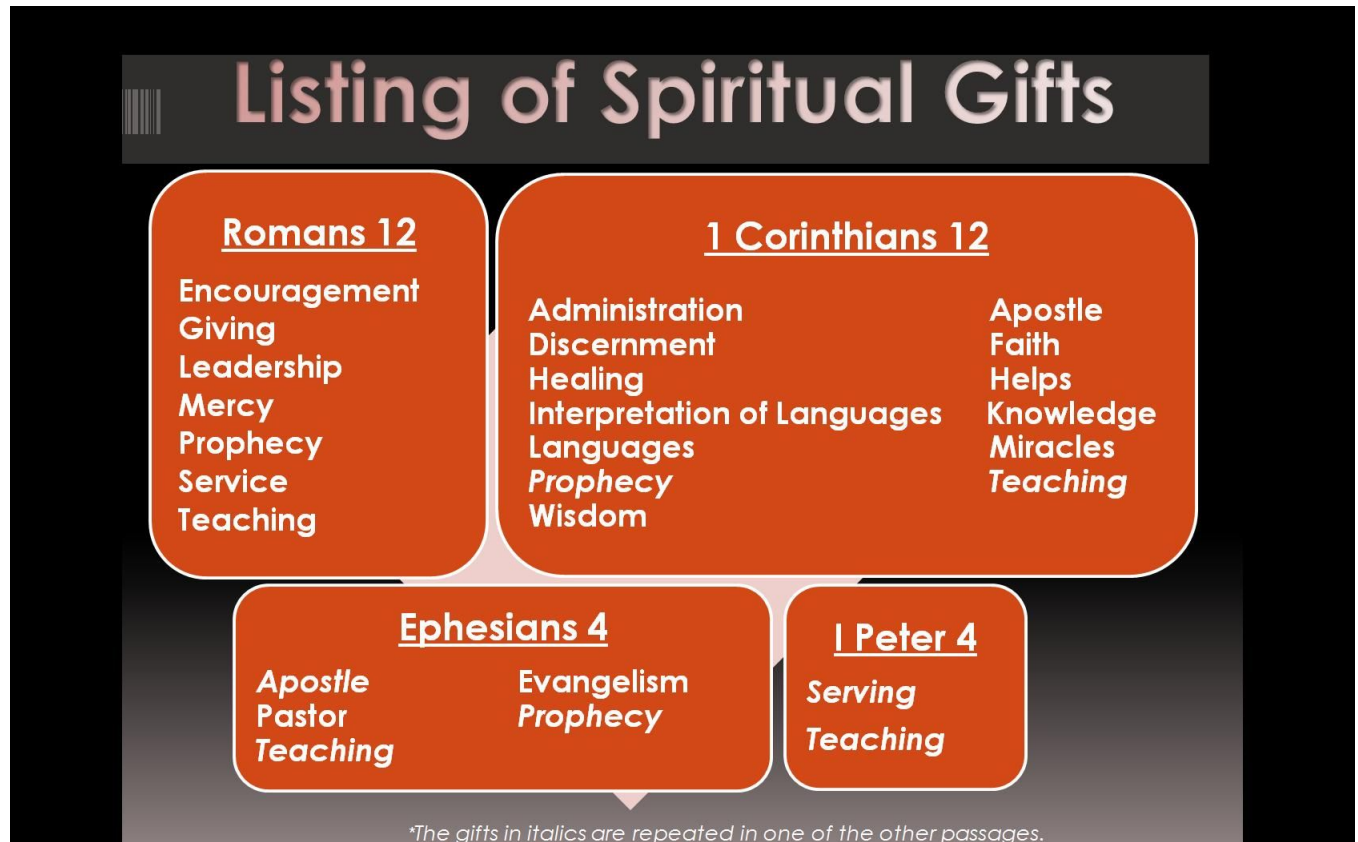 Listing of Spiritual Gifts
Romans 12
Encouragement
Giving
Leadership
Mercy
Prophecy
Service
Teaching
1 Corinthians 12
Administration
Discernment
Healing
Interpretation of Languages
Languages
Prophecy
Wisdom
Apostle
Faith
Helps
Knowledge
Miracles
Teaching
Ephesians 4
Apostle
Pastor
Teaching
Evangelism
Prophecy
I Peter 4
Serving
Teaching
*The gifts in italics are repeated in one of the other passages.